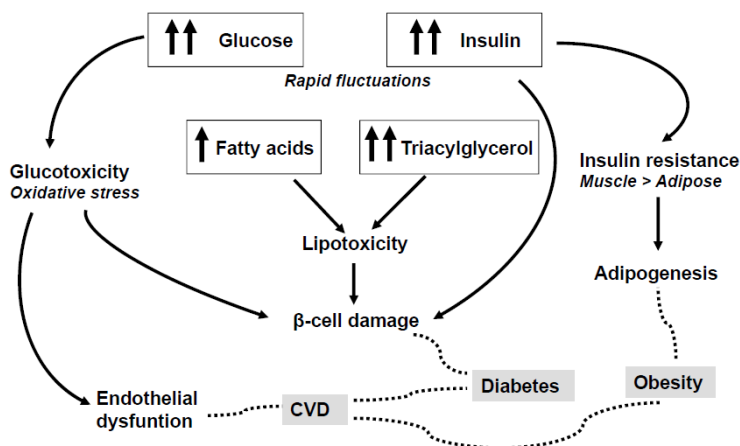 Glucose
Insulin
Rapid fluctuations
Fatty acids
Triacylglycerol
Glucotoxicity
Oxidative stress
Insulin resistance
Muscle > Adipose
Lipotoxicity
Adipogenesis
β-cell damage
Diabetes
Obesity
Endothelial
dysfuntion
CVD